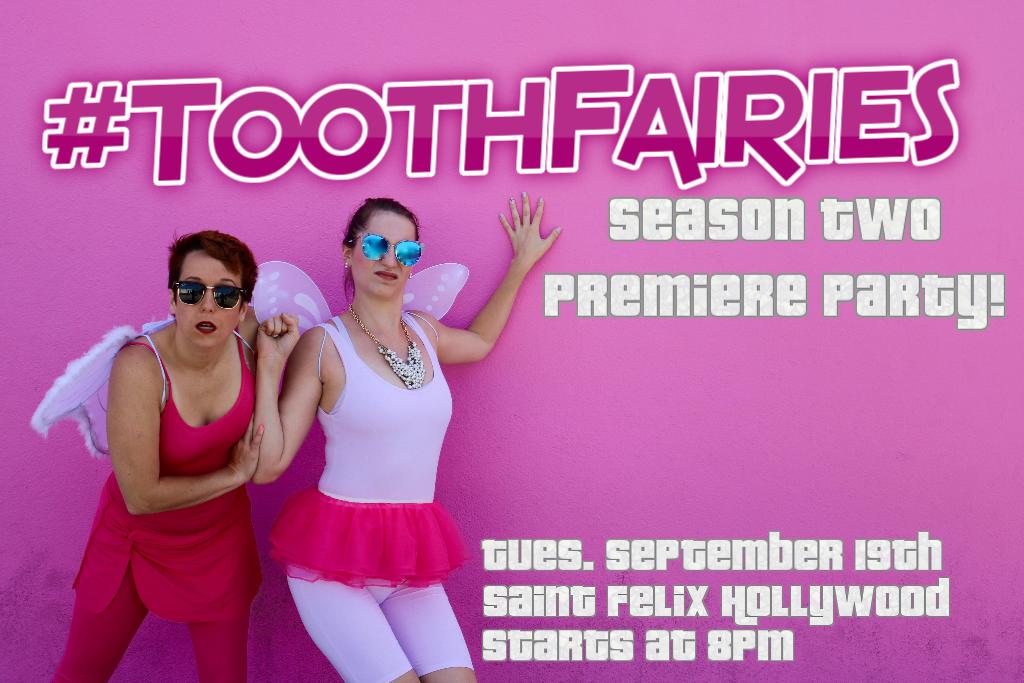 #TOOTHFAIRIES
SEASON TWO
PREMIERE PARTY!
TUES. SEPTEMBER 19TH
SAINT FELIX HOLLYWOOD
STARTS AT 8PM